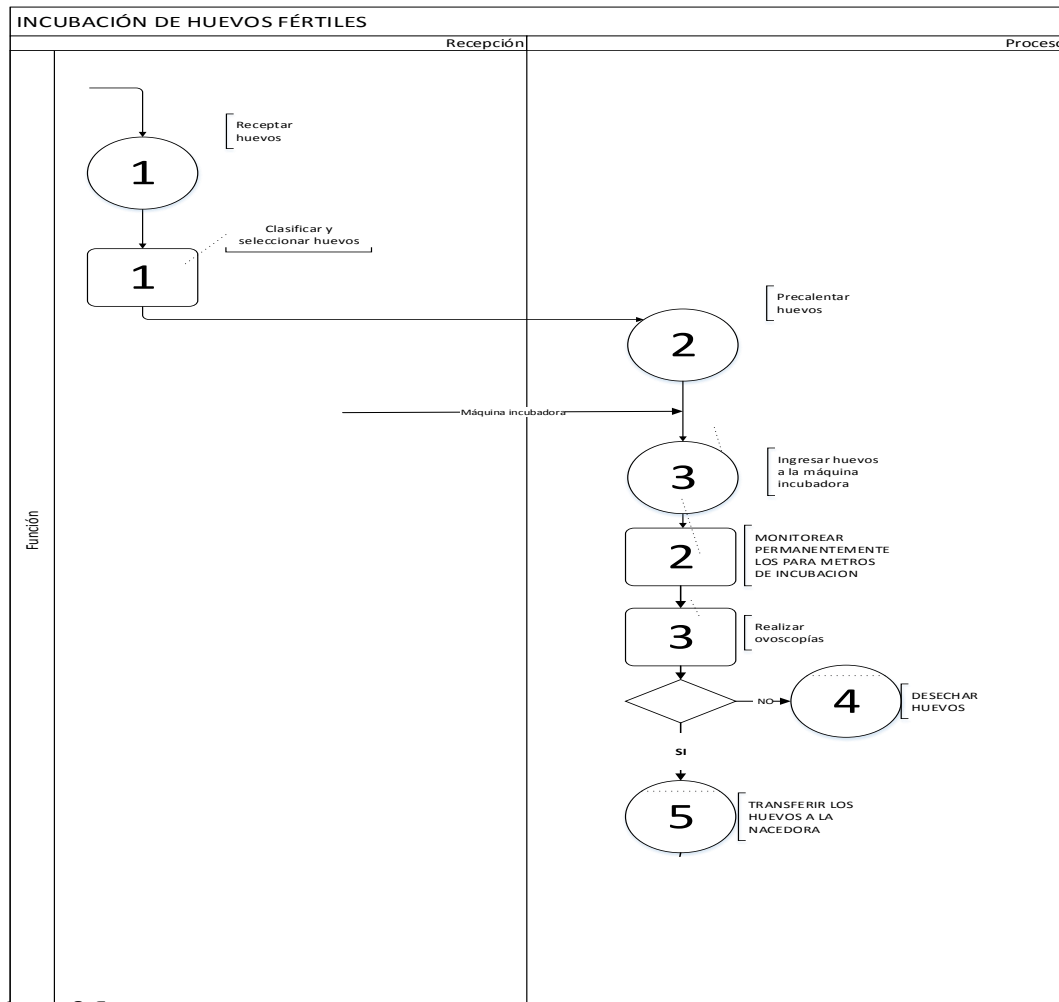 INCUBACIÓN DE HUEVOS FÉRTILES
Recepción
Proceso
Función
1
Receptar
huevos
1
Clasificar y
seleccionar huevos
2
Precalentar
huevos
Máquina incubadora
3
Ingresar huevos
a la máquina
incubadora
2
MONITOREAR
PERMANENTEMENTE
LOS PARA METROS
DE INCUBACION
3
Realizar
ovoscopías
NO
4
DESECHAR
HUEVOS
SI
5
TRANSFERIR LOS
HUEVOS A LA
NACEDORA